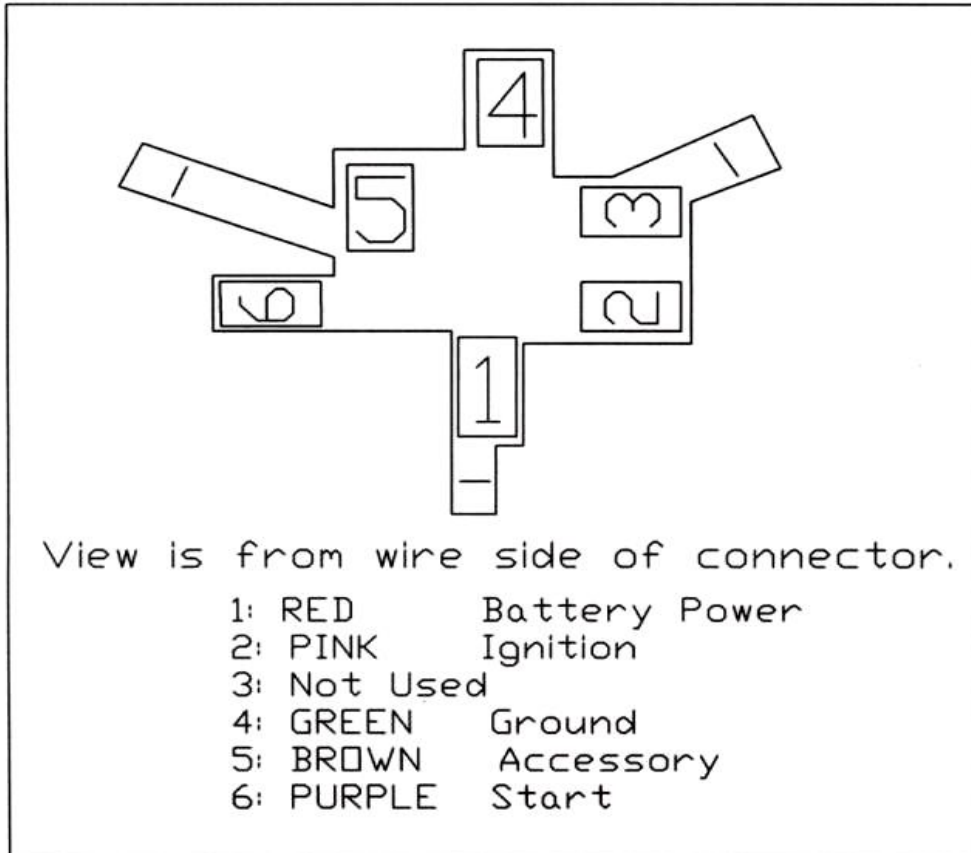 4
5
3
6
2
1
View is from wire side of connector.
1: RED Battery Power
2: PINK Ignition
3: Not Used
4: GREEN Ground
5: BROWN Accessory
6: PURPLE Start